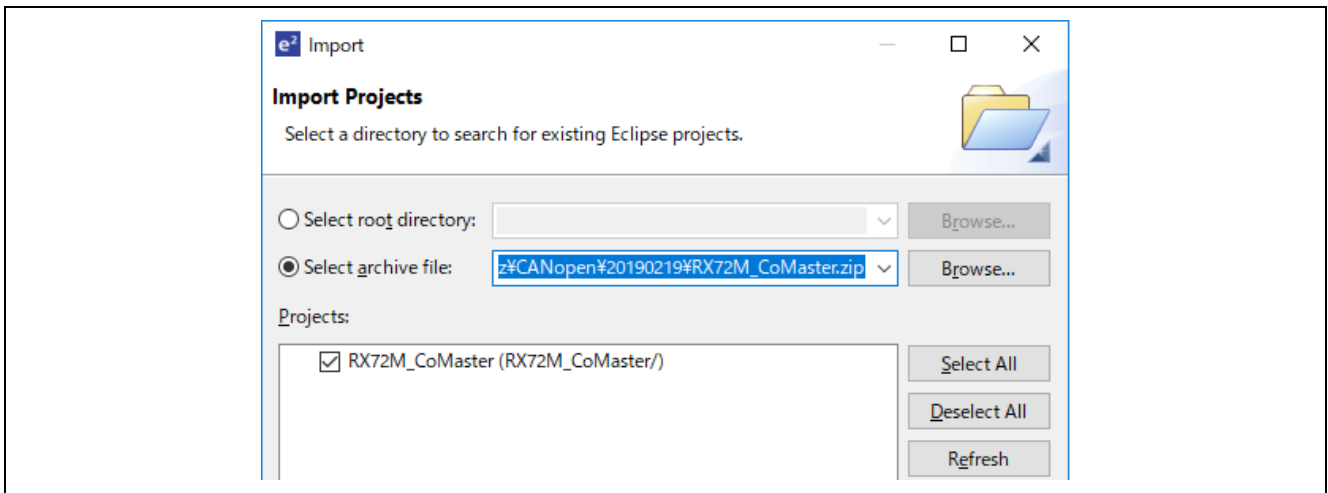 e² Import
Import Projects
Select a directory to search for existing Eclipse projects.
Select root directory: Browse...
Select archive file: z¥CANopen¥20190219¥RX72M_CoMaster.zip Browse...
Projects:
RX72M_CoMaster (RX72M_CoMaster/) Select All
Deselect All
Refresh